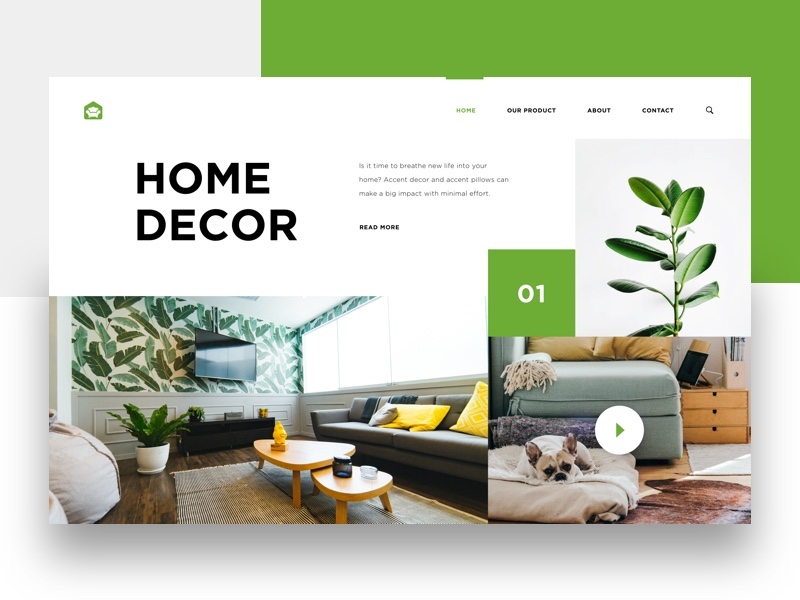 HOME
OUR PRODUCT
ABOUT
CONTACT
HOME
DECOR
Is it time to breathe new life into your
home? Accent decor and accent pillows can
make a big impact with minimal effort.
READ MORE
01